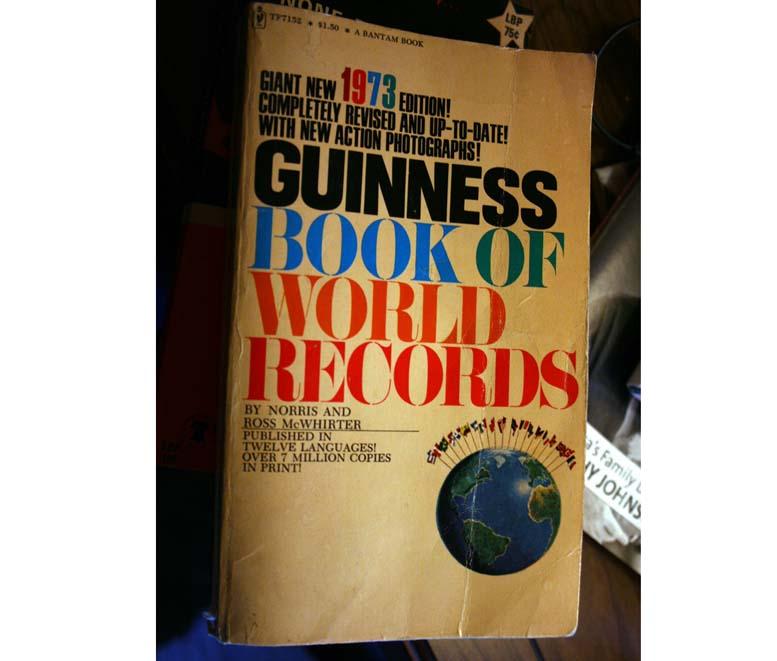 LBP
75¢
TP7152 ★ $1.50 ★ A BANTAM BOOK
GIANT NEW 1973 EDITION!
COMPLETELY REVISED AND UP-TO-DATE!
WITH NEW ACTION PHOTOGRAPHS!
GUINNESS
BOOK OF
WORLD
RECORDS
BY NORRIS AND
ROSS McWHIRTER
PUBLISHED IN
TWELVE LANGUAGES!
OVER 7 MILLION COPIES
IN PRINT!
's Family
Y JOHNS